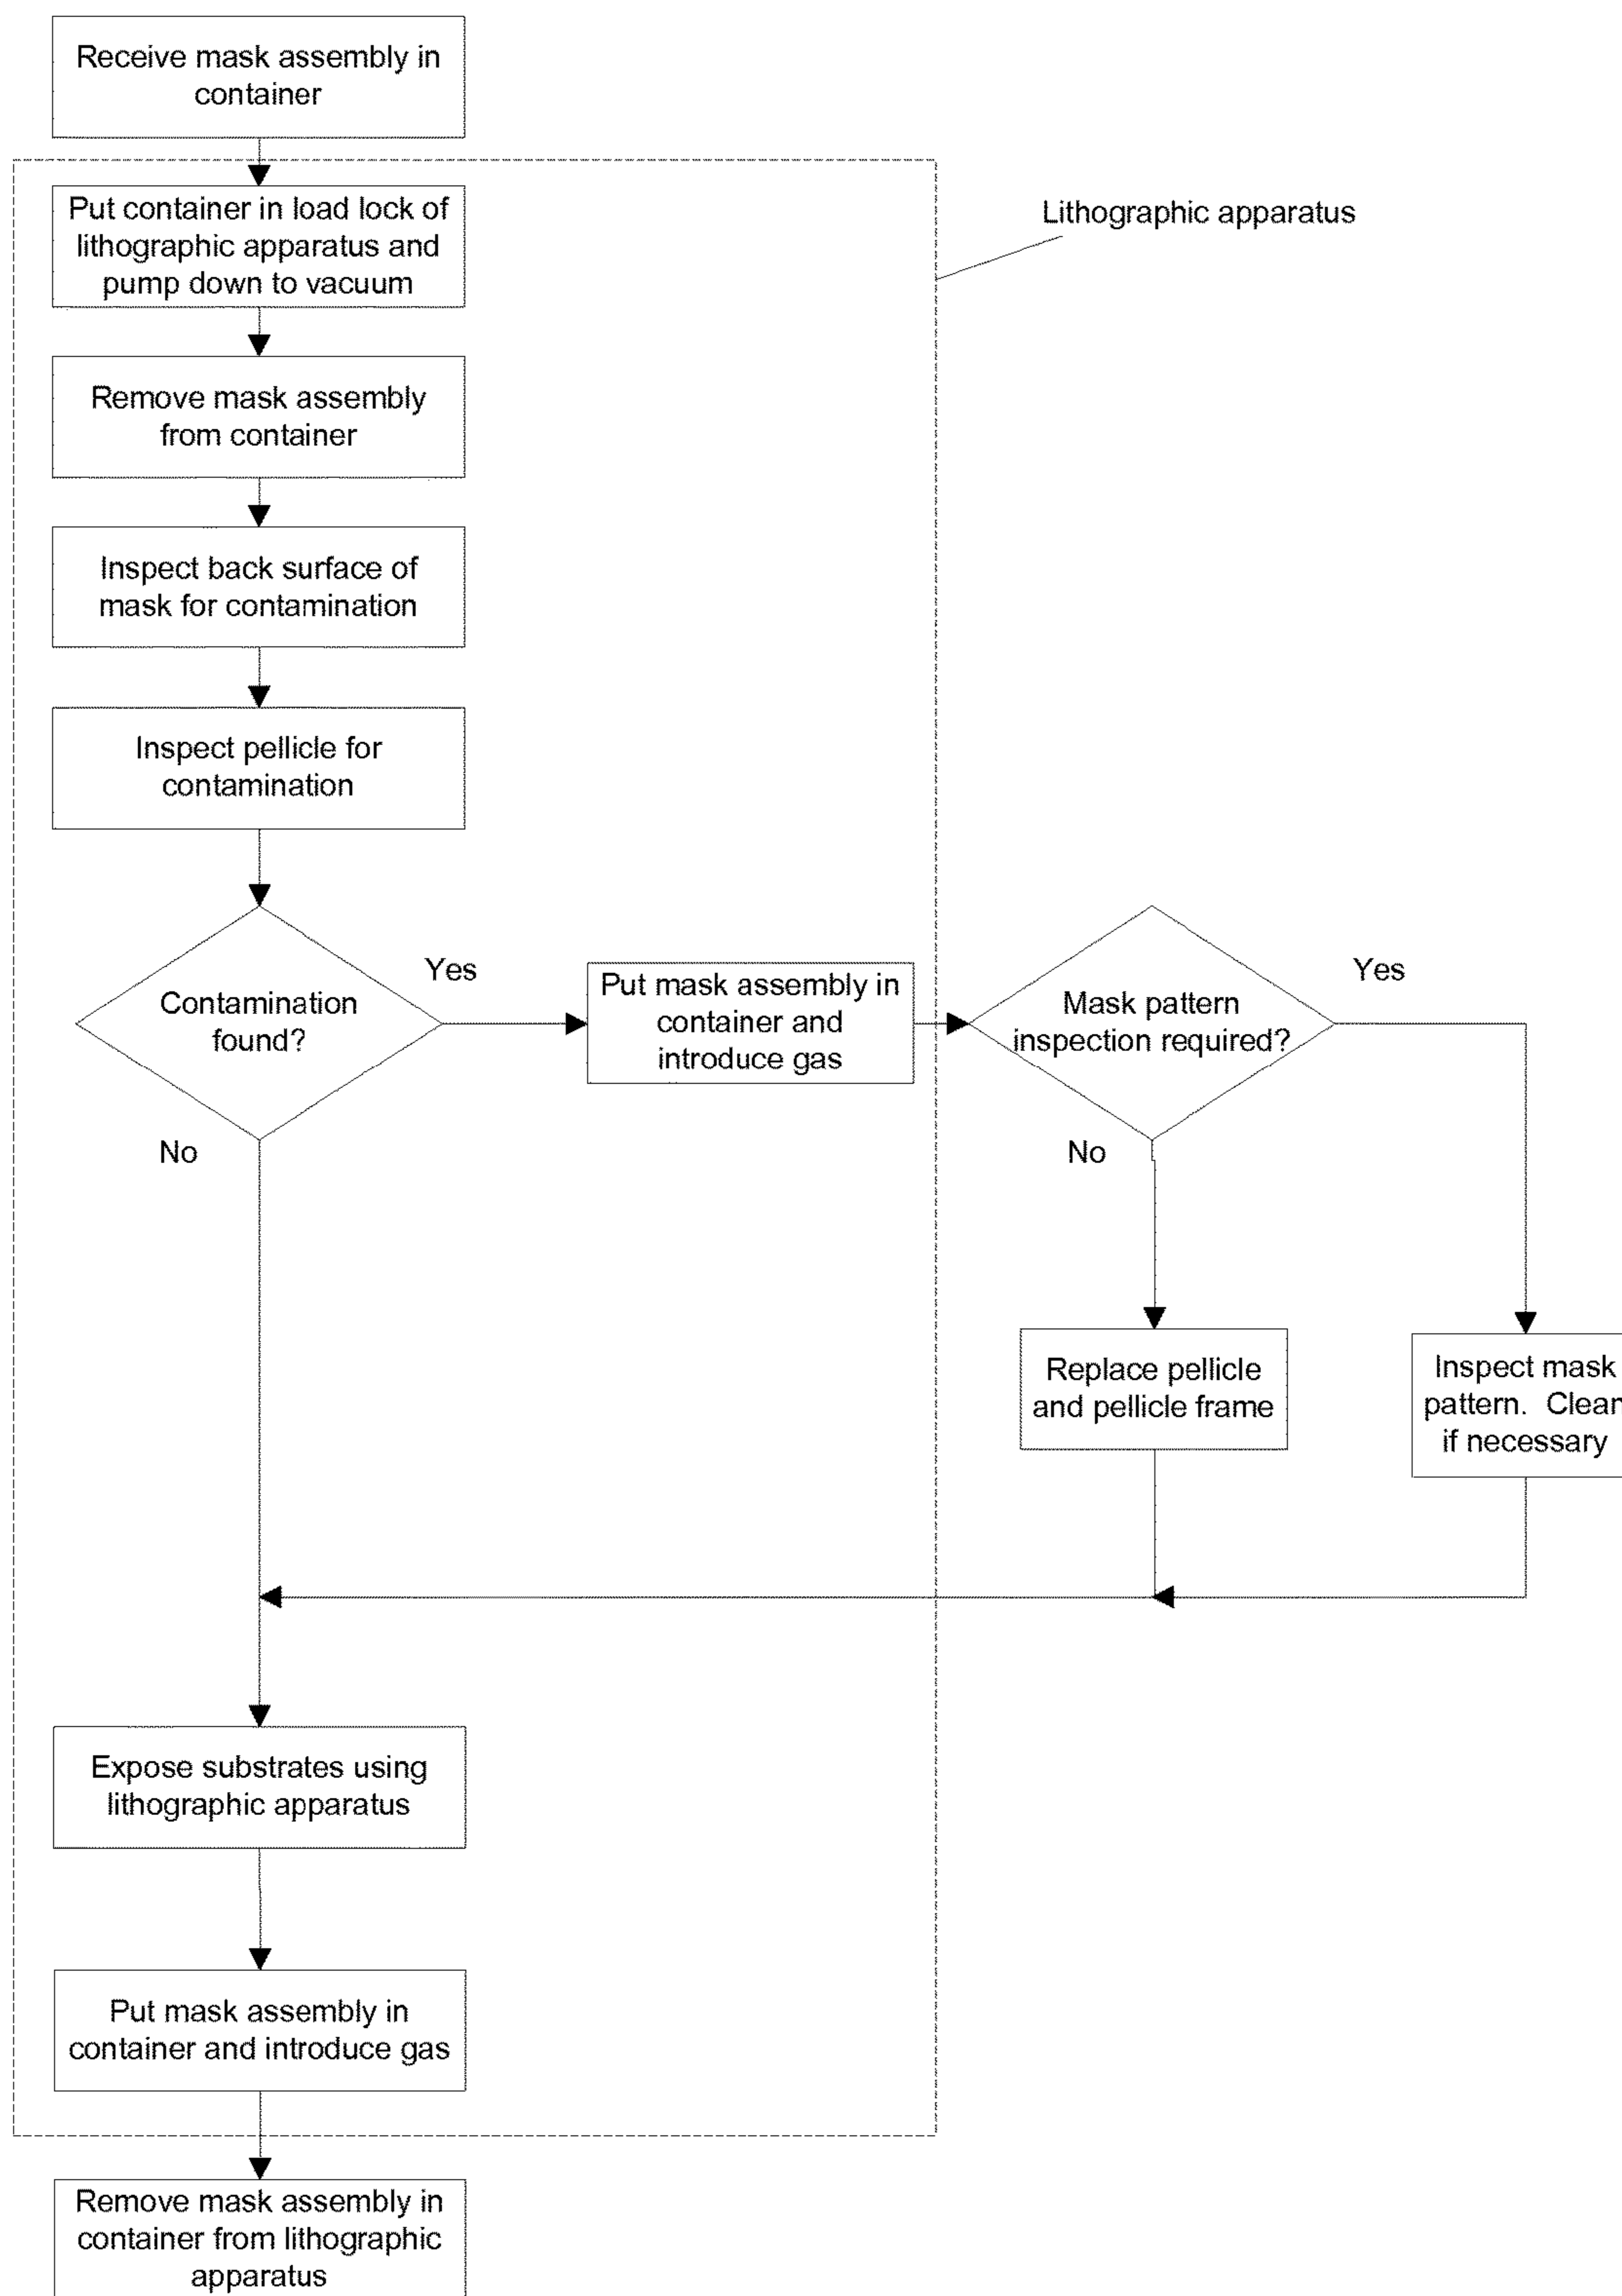 Receive mask assembly in
container
Put container in load lock of
lithographic apparatus and
pump down to vacuum
Lithographic apparatus
Remove mask assembly
from container
Inspect back surface of
mask for contamination
Inspect pellicle for
contamination
Contamination
found?
Yes
No
Put mask assembly in
container and
introduce gas
Mask pattern
inspection required?
Yes
No
Replace pellicle
and pellicle frame
Inspect mask
pattern. Clean
if necessary
Expose substrates using
lithographic apparatus
Put mask assembly in
container and introduce gas
Remove mask assembly in
container from lithographic
apparatus